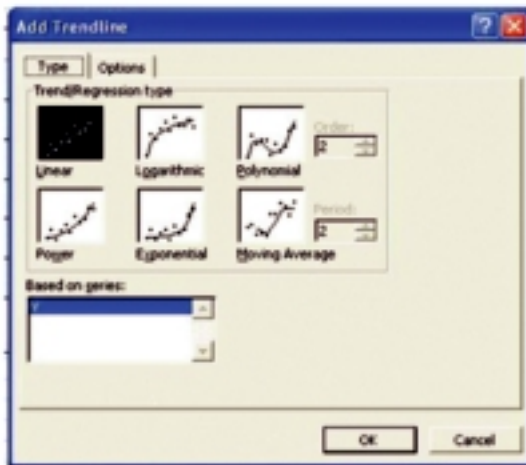 Add Trendline
Type Options
Trend/Regression type
Linear Logarithmic Polynomial Order: 2
Power Exponential Moving Average Period: 2
Based on series:
Y
OK Cancel